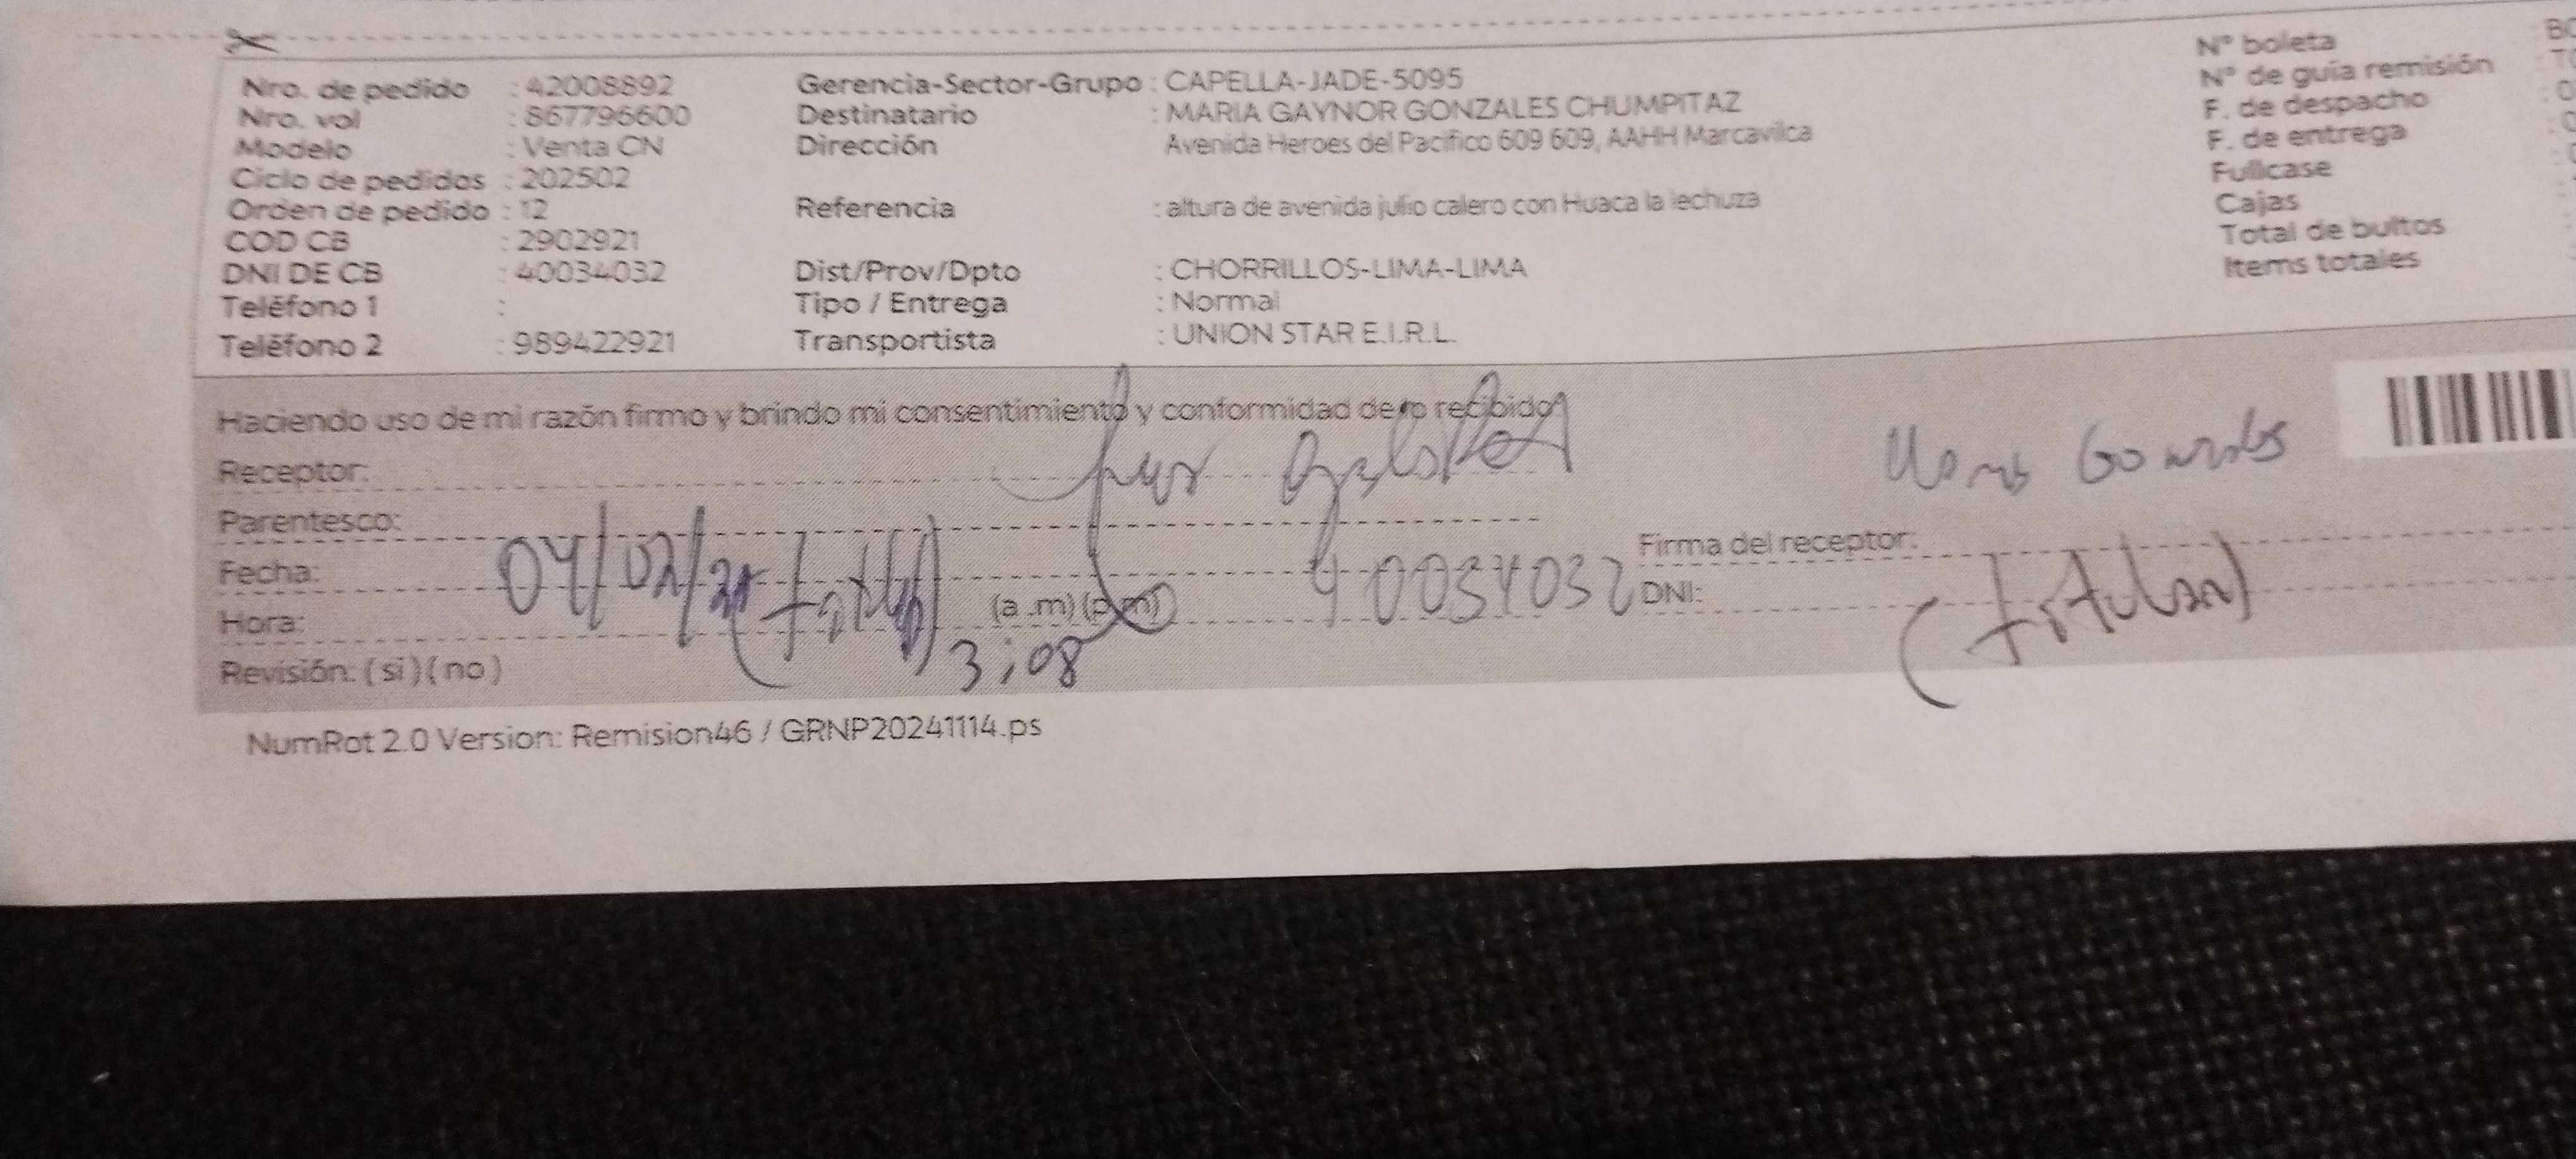 Nro. de pedido : 42008892 Gerencia-Sector-Grupo : CAPELLA-JADE-5095 N° boleta
Nro. vol : 867796600 Destinatario : MARIA GAYNOR GONZALES CHUMPITAZ N° de guía remisión
Modelo : Venta CN Dirección Avenida Heroes del Pacifico 609 609, AAHH Marcavilca F. de despacho
Ciclo de pedidos : 202502 F. de entrega
Orden de pedido : 12 Referencia : altura de avenida julio calero con Huaca la lechuza Fullcase
COD CB : 2902921 Cajas
DNI DE CB : 40034032 Dist/Prov/Dpto : CHORRILLOS-LIMA-LIMA Total de bultos
Teléfono 1 : Tipo / Entrega : Normal Items totales
Teléfono 2 : 989422921 Transportista : UNION STAR E.I.R.L.
Haciendo uso de mi razón firmo y brindo mi consentimiento y conformidad de lo recibido
Receptor:
Parentesco:
Firma del receptor:
Fecha: 04/02/
40034032 DNI:
Hora: (a .m) (p.m)
(titular)
3:08
Revisión: (si) (no)
NumRot 2.0 Version: Remision46 / GRNP20241114.ps